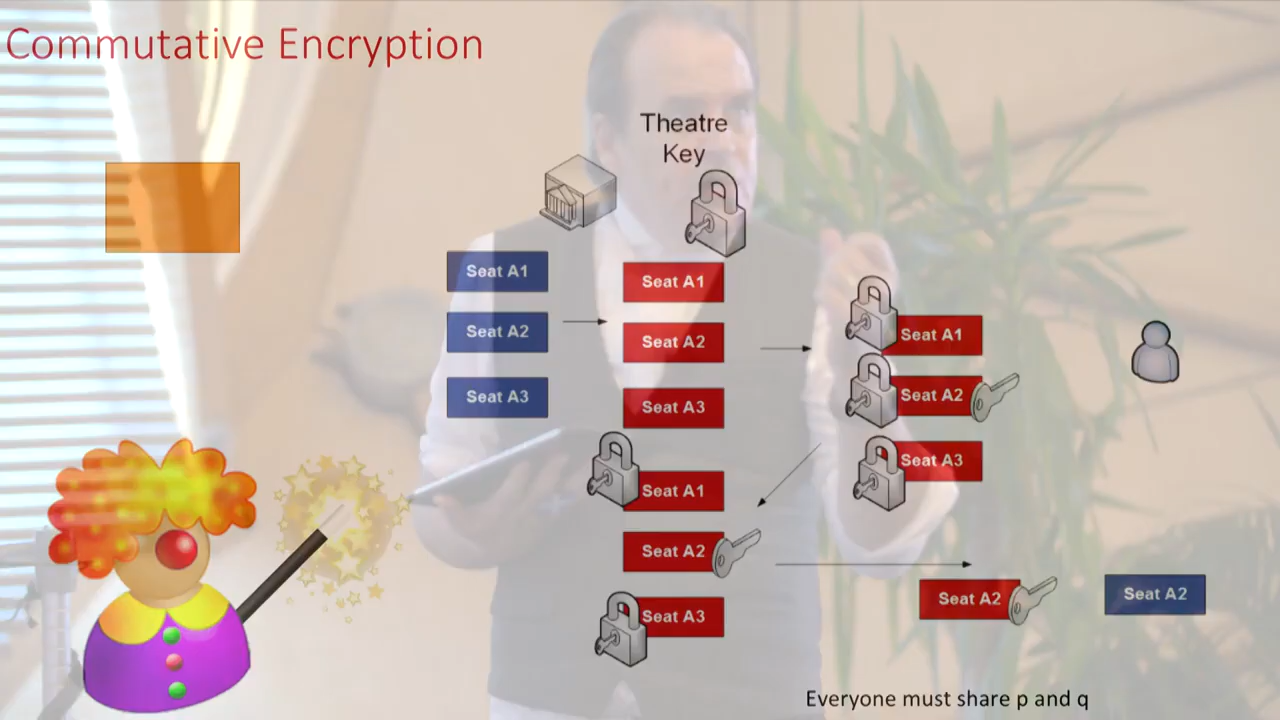 Commutative Encryption
Theatre
Key
Seat A1
Seat A2
Seat A3
Seat A1
Seat A2
Seat A3
Seat A1
Seat A2
Seat A3
Seat A1
Seat A2
Seat A3
Seat A2
Seat A2
Everyone must share p and q